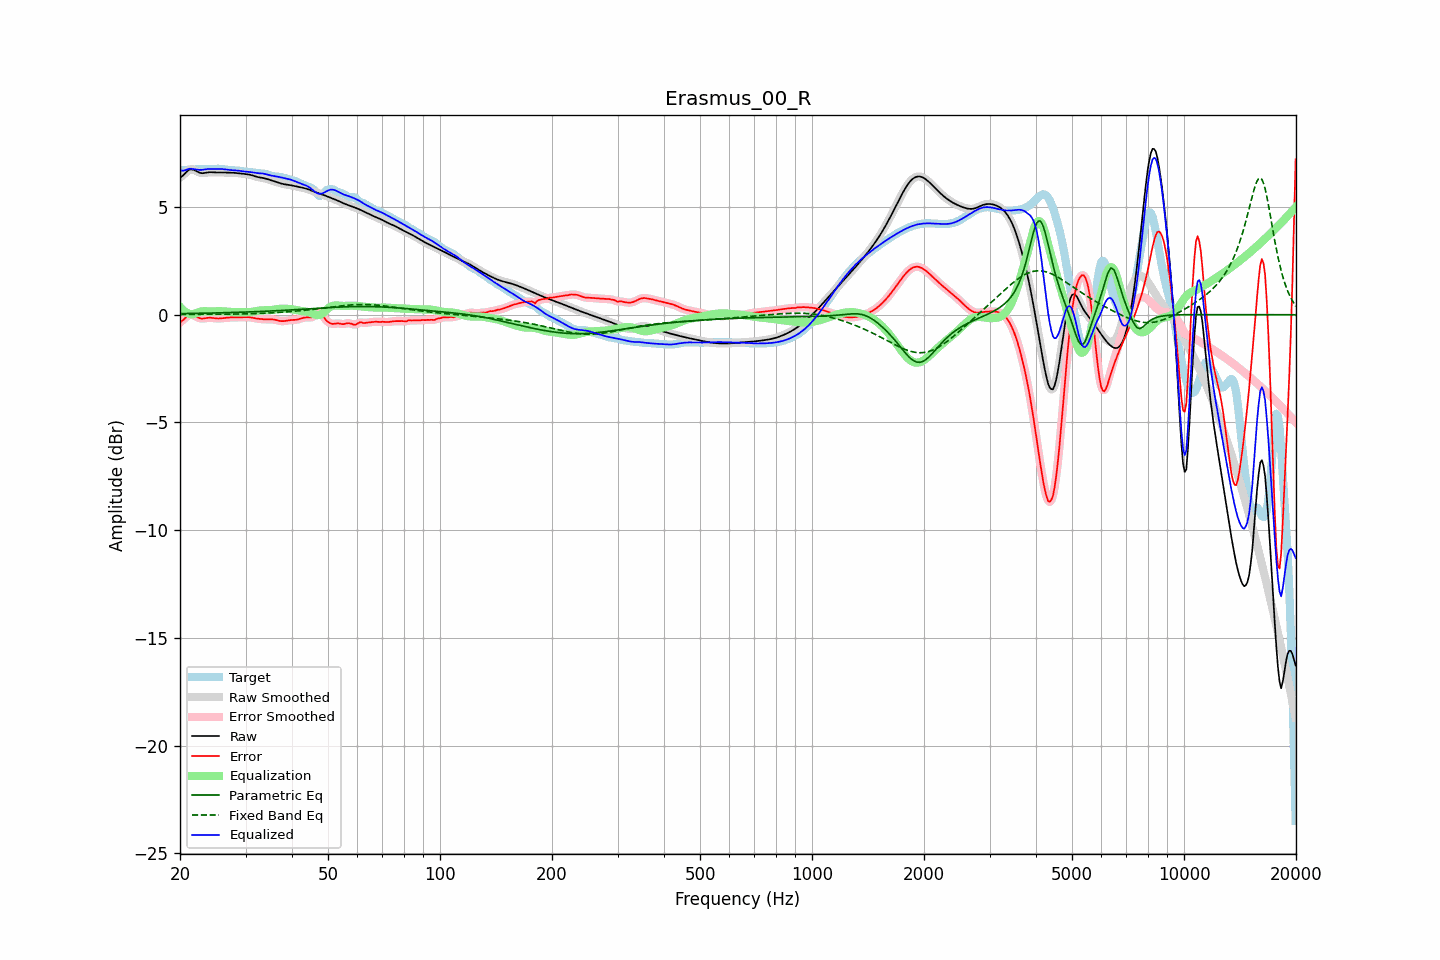 Erasmus_00_R
5
0
−5
−10
−15
−20
−25
Amplitude (dBr)
Target
Raw Smoothed
Error Smoothed
Raw
Error
Equalization
Parametric Eq
Fixed Band Eq
Equalized
20 50 100 200 500 1000 2000 5000 10000 20000
Frequency (Hz)